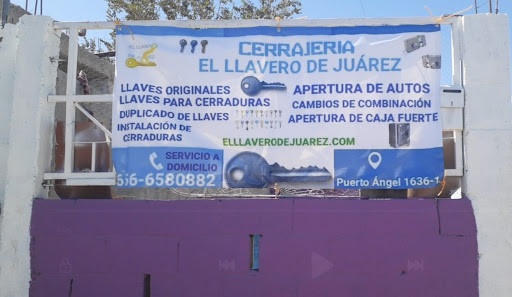 CERRAJERIA
EL LLAVERO DE JUÁREZ
LLAVES ORIGINALES
LLAVES PARA CERRADURAS
DUPLICADO DE LLAVES
INSTALACIÓN DE
CERRADURAS
APERTURA DE AUTOS
CAMBIOS DE COMBINACIÓN
APERTURA DE CAJA FUERTE
ELLLAVERODEJUAREZ.COM
SERVICIO A
DOMICILIO
656-6580882
Puerto Ángel 1636-1